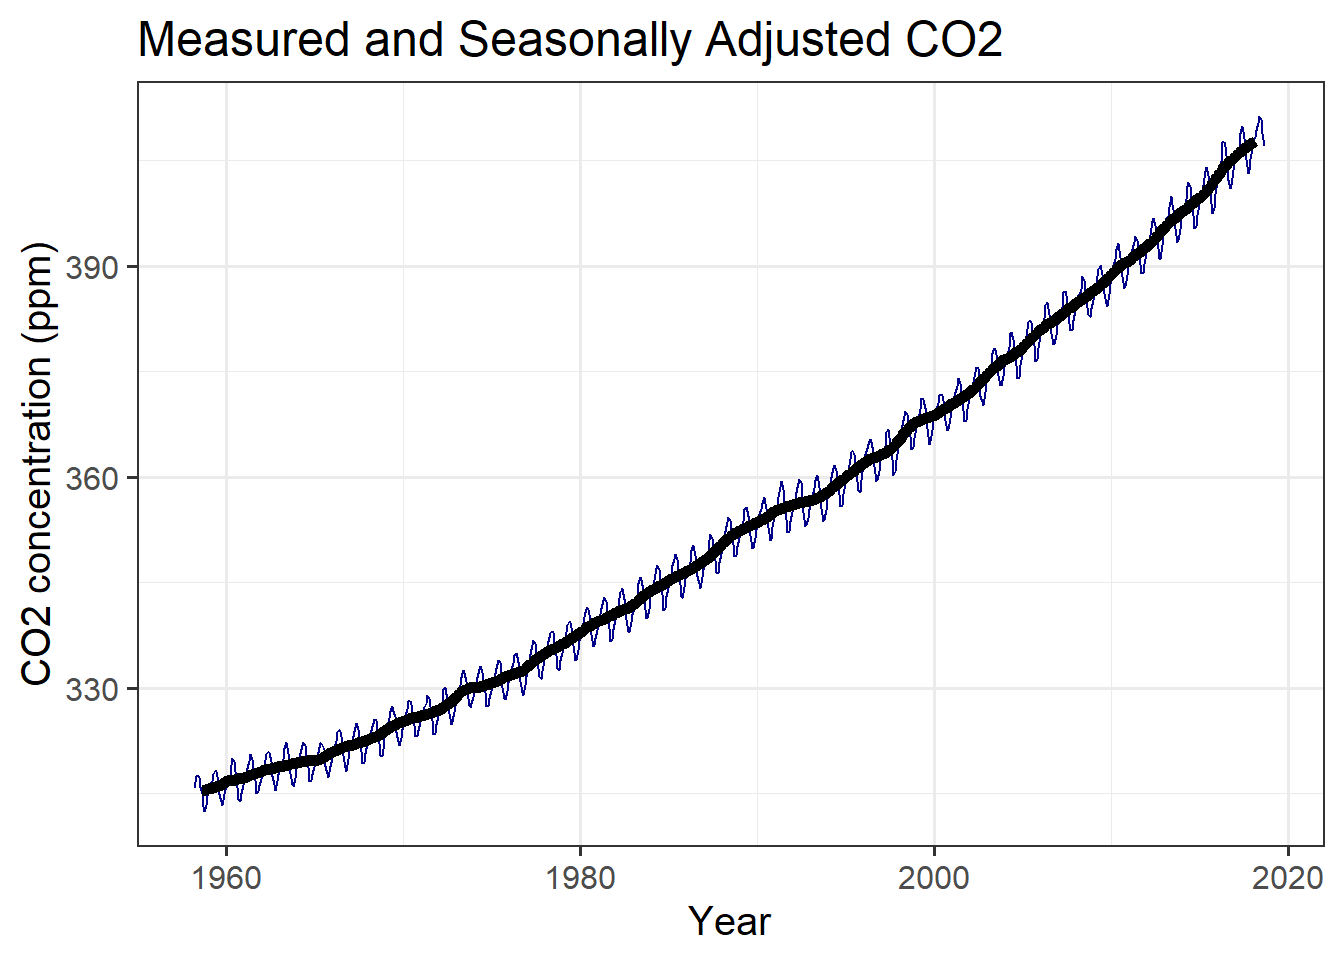 Measured and Seasonally Adjusted CO2
CO2 concentration (ppm)
390
360
330
1960
1980
2000
2020
Year